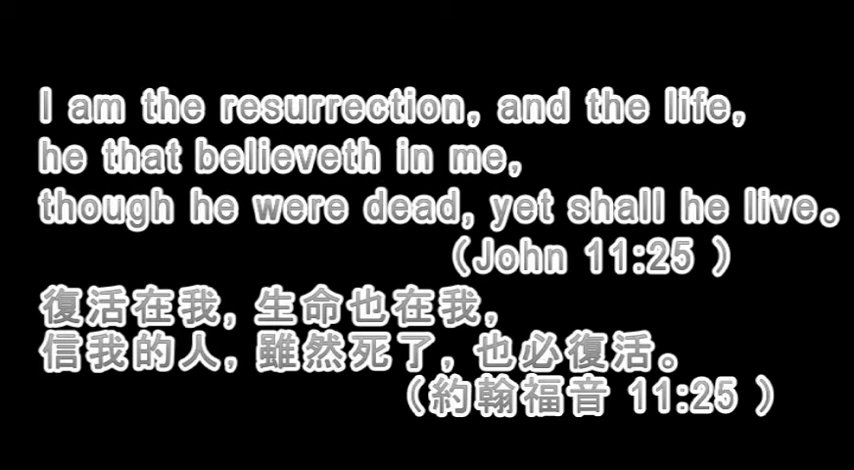 I am the resurrection, and the life,
he that believeth in me,
though he were dead, yet shall he live。
（John 11:25 ）
復活在我, 生命也在我,
信我的人, 雖然死了, 也必復活。
（約翰福音 11:25 ）